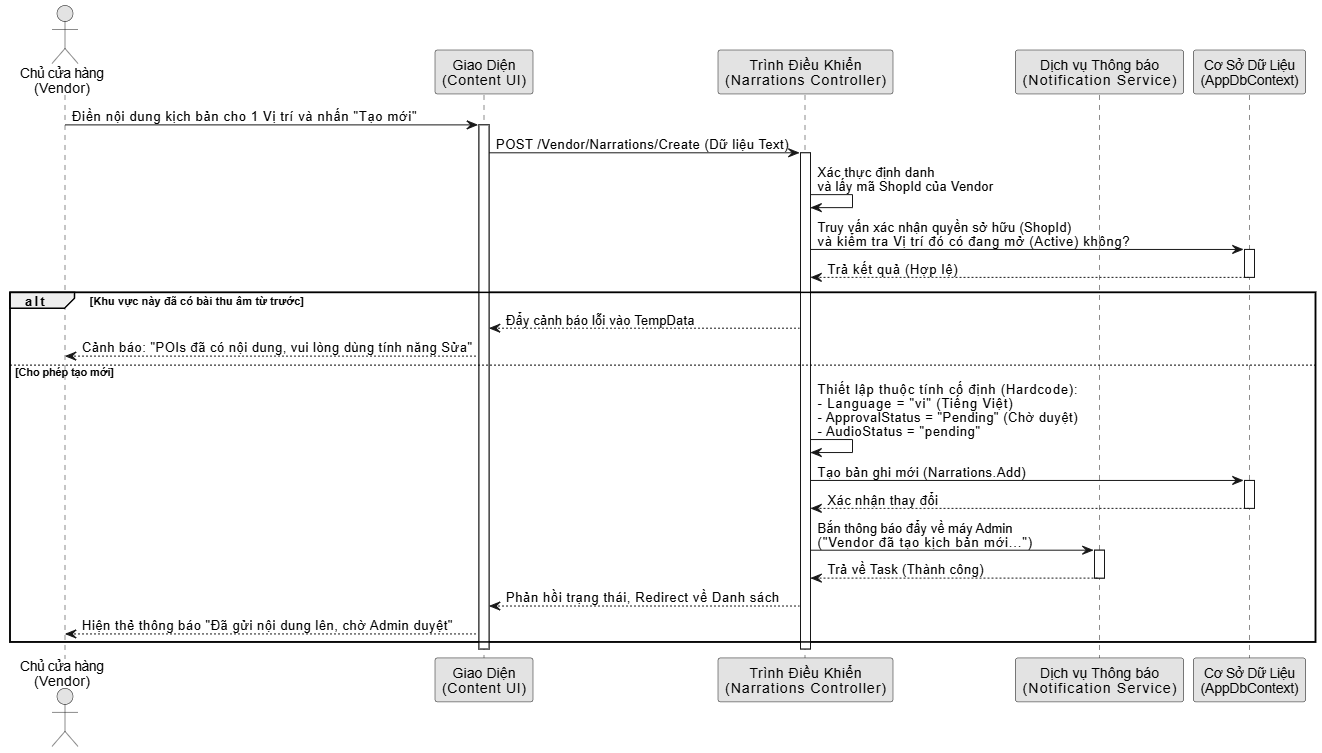 Chủ cửa hàng
(Vendor)
Giao Diện
(Content UI)
Trình Điều Khiển
(Narrations Controller)
Dịch vụ Thông báo
(Notification Service)
Cơ Sở Dữ Liệu
(AppDbContext)
Điền nội dung kịch bản cho 1 Vị trí và nhấn "Tạo mới"
POST /Vendor/Narrations/Create (Dữ liệu Text)
Xác thực định danh
và lấy mã ShopId của Vendor
Truy vấn xác nhận quyền sở hữu (ShopId)
và kiểm tra Vị trí đó có đang mở (Active) không?
Trả kết quả (Hợp lệ)
alt
[Khu vực này đã có bài thu âm từ trước]
Đẩy cảnh báo lỗi vào TempData
Cảnh báo: "POIs đã có nội dung, vui lòng dùng tính năng Sửa"
[Cho phép tạo mới]
Thiết lập thuộc tính cố định (Hardcode):
- Language = "vi" (Tiếng Việt)
- ApprovalStatus = "Pending" (Chờ duyệt)
- AudioStatus = "pending"
Tạo bản ghi mới (Narrations.Add)
Xác nhận thay đổi
Bắn thông báo đẩy về máy Admin
("Vendor đã tạo kịch bản mới...")
Trả về Task (Thành công)
Phản hồi trạng thái, Redirect về Danh sách
Hiện thẻ thông báo "Đã gửi nội dung lên, chờ Admin duyệt"
Chủ cửa hàng
(Vendor)
Giao Diện
(Content UI)
Trình Điều Khiển
(Narrations Controller)
Dịch vụ Thông báo
(Notification Service)
Cơ Sở Dữ Liệu
(AppDbContext)